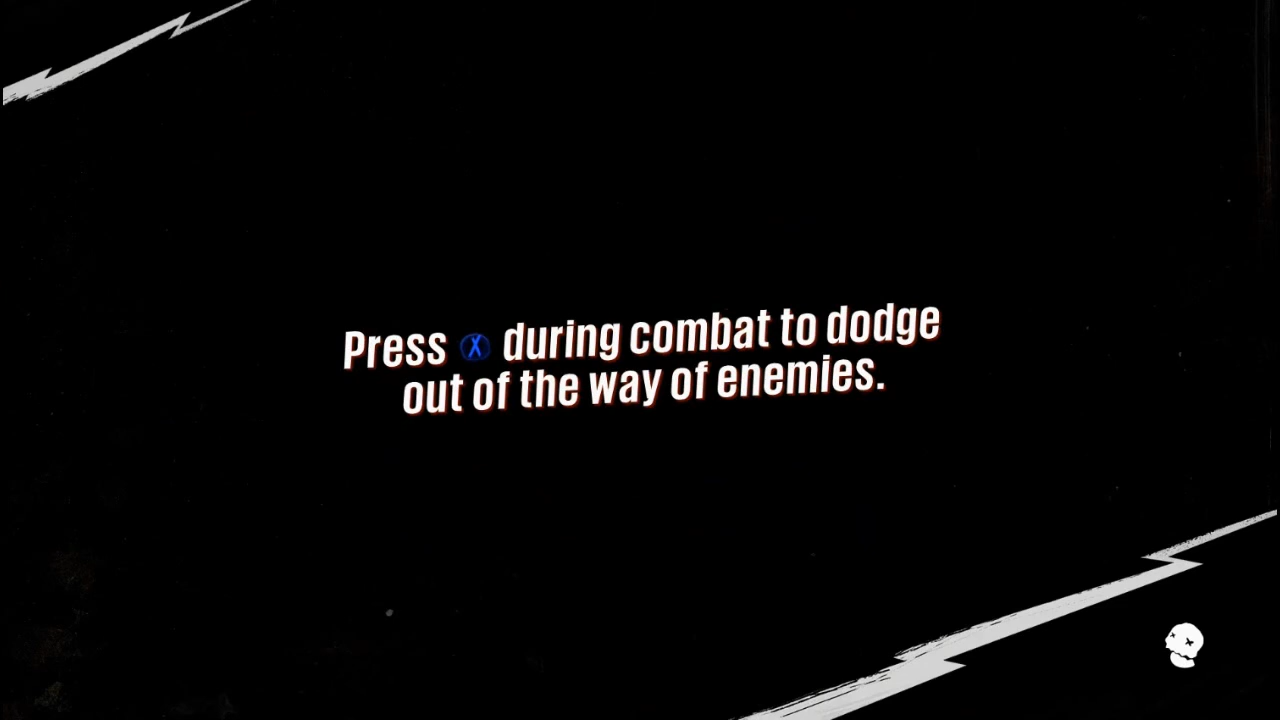 Press X during combat to dodge
out of the way of enemies.